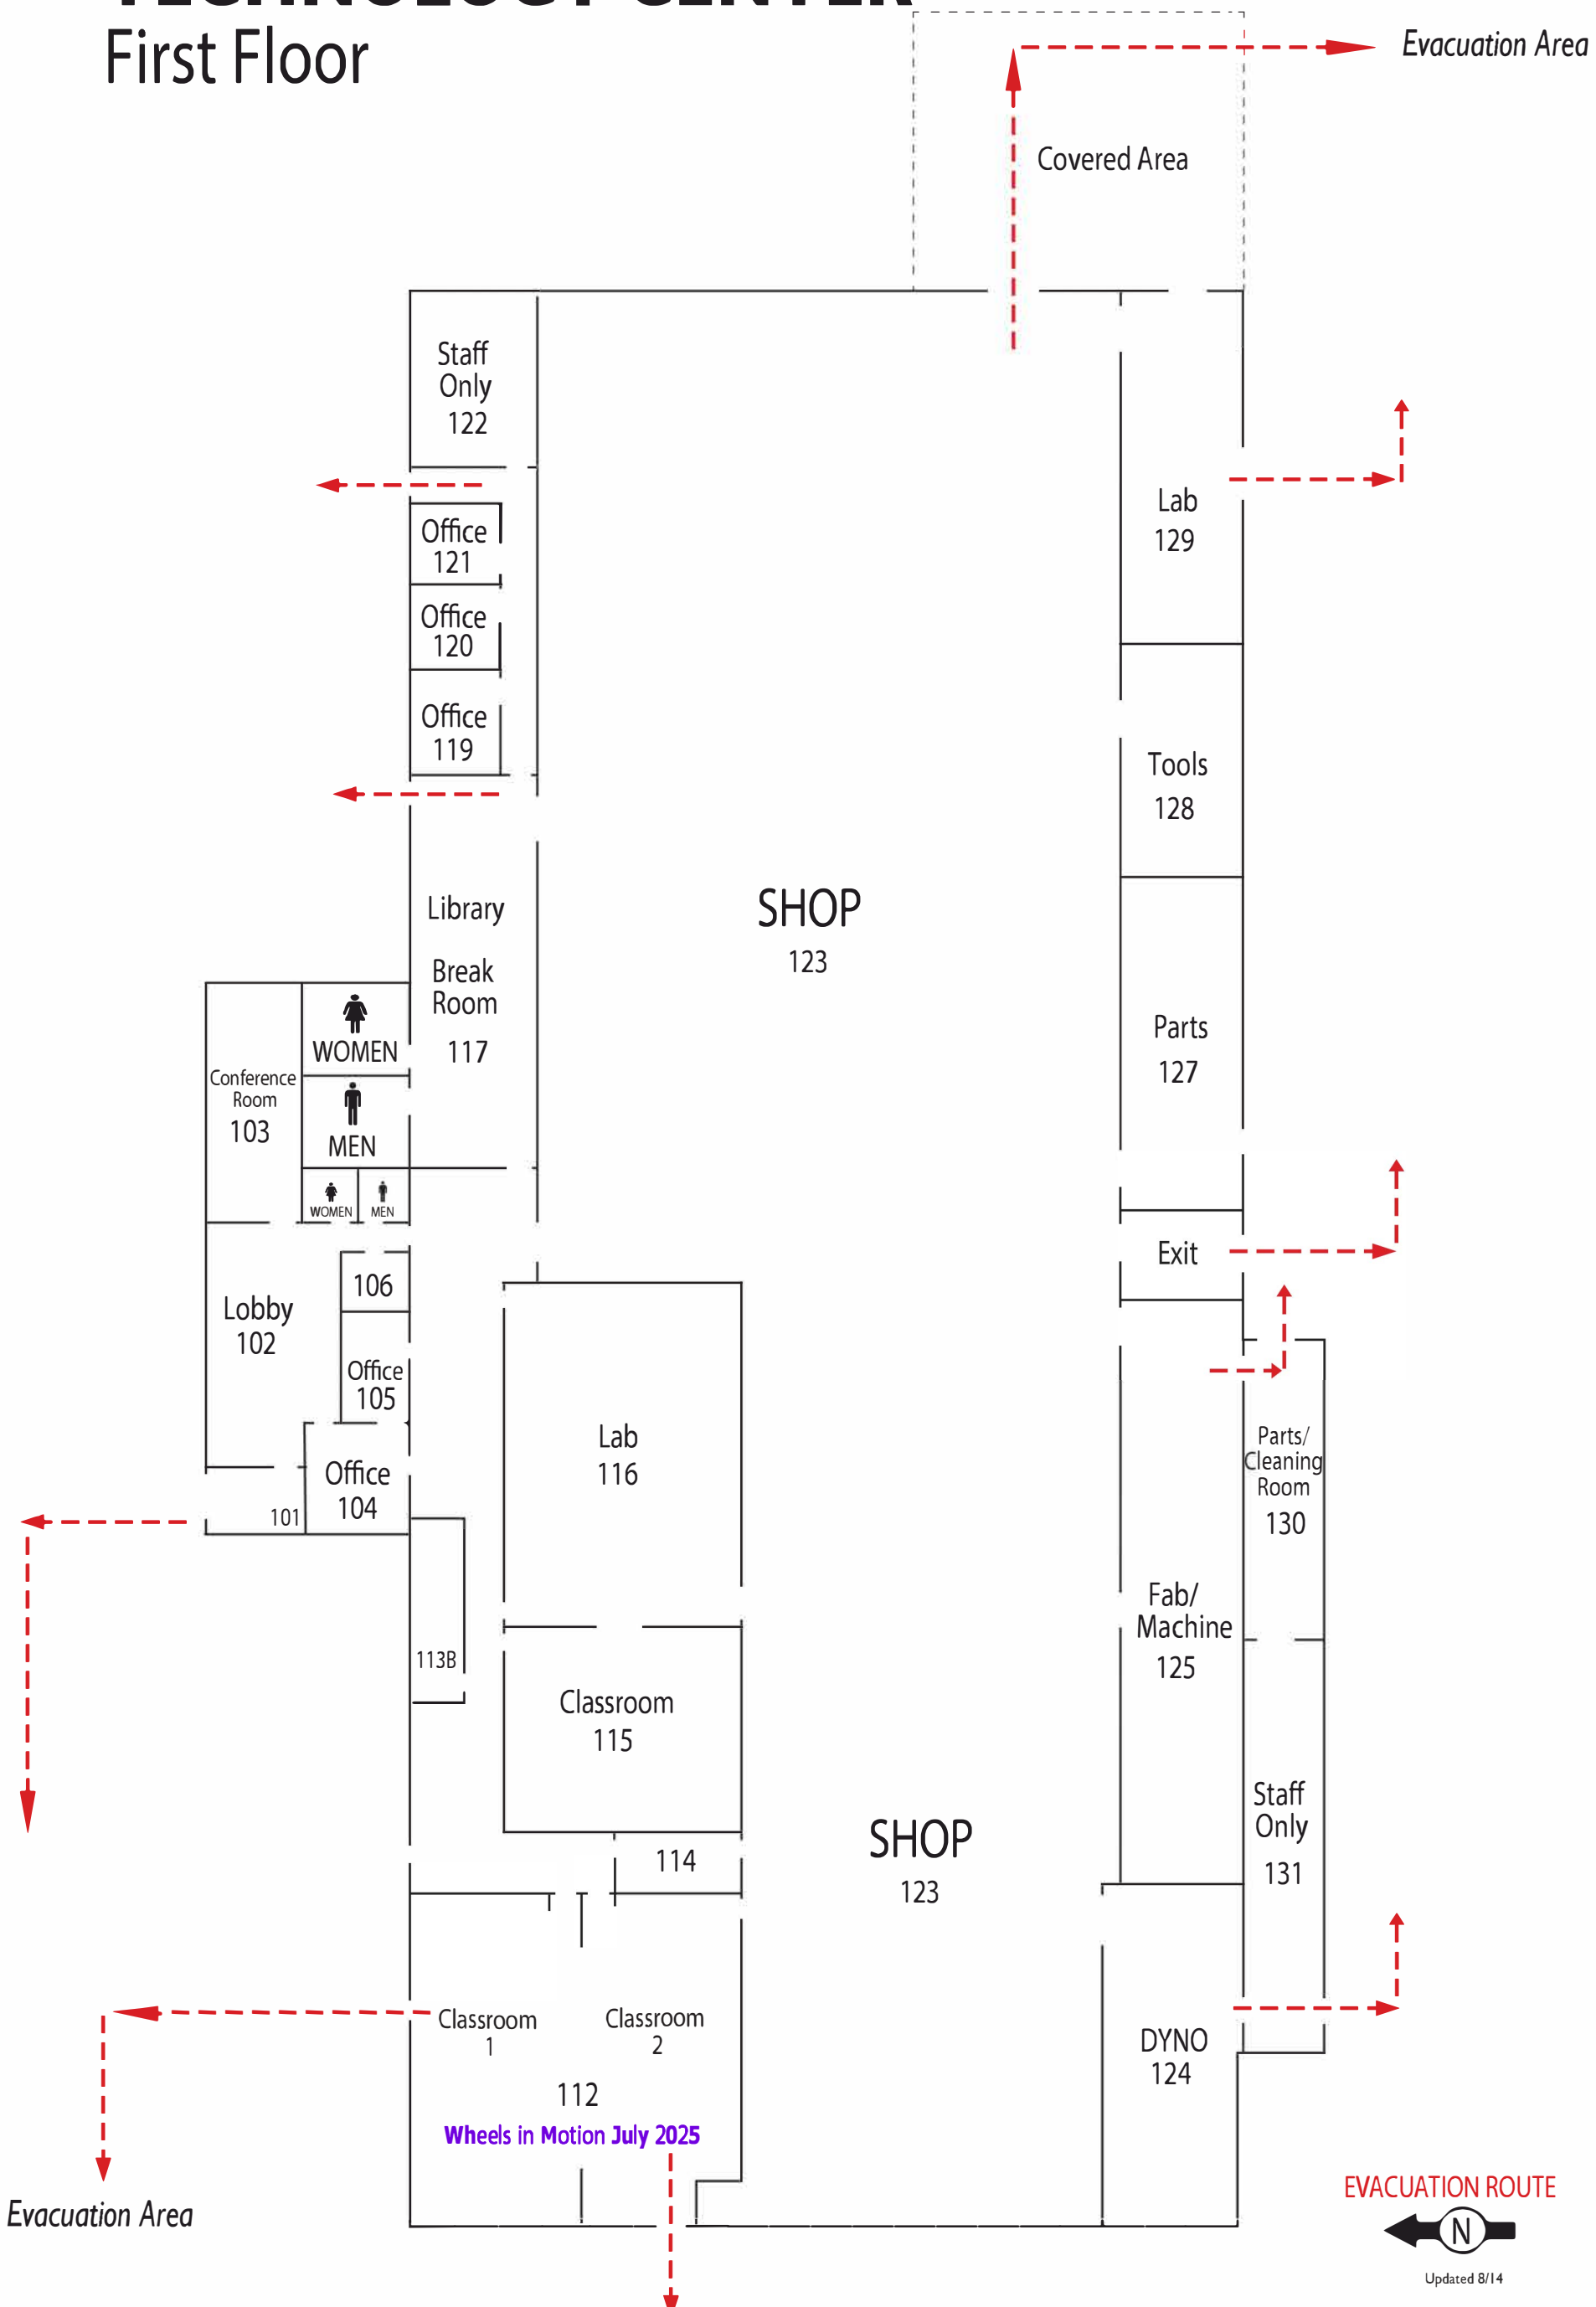 TECHNOLOGY CENTER
First Floor
Evacuation Area
Covered Area
Staff
Only
122
Office
121
Lab
129
Office
120
Office
119
Tools
128
Library
SHOP
123
Break
Room
117
WOMEN
Parts
127
Conference
Room
103
MEN
WOMEN
MEN
Exit
106
Lobby
102
Office
105
Lab
116
Parts/
Cleaning
Room
130
Office
104
101
Fab/
Machine
125
113B
Classroom
115
Staff
Only
131
SHOP
123
114
Classroom
1
Classroom
2
DYNO
124
112
Wheels in Motion July 2025
Evacuation Area
EVACUATION ROUTE
N
Updated 8/14